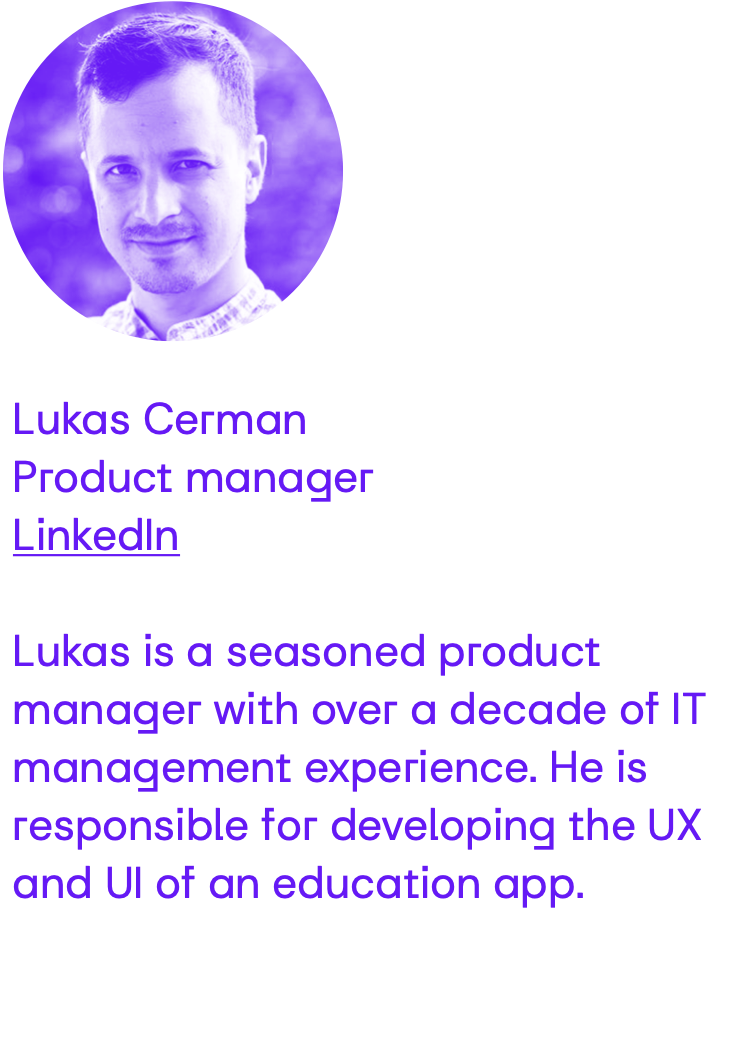 Lukas Cerman
Product manager
LinkedIn
Lukas is a seasoned product
manager with over a decade of IT
management experience. He is
responsible for developing the UX
and UI of an education app.